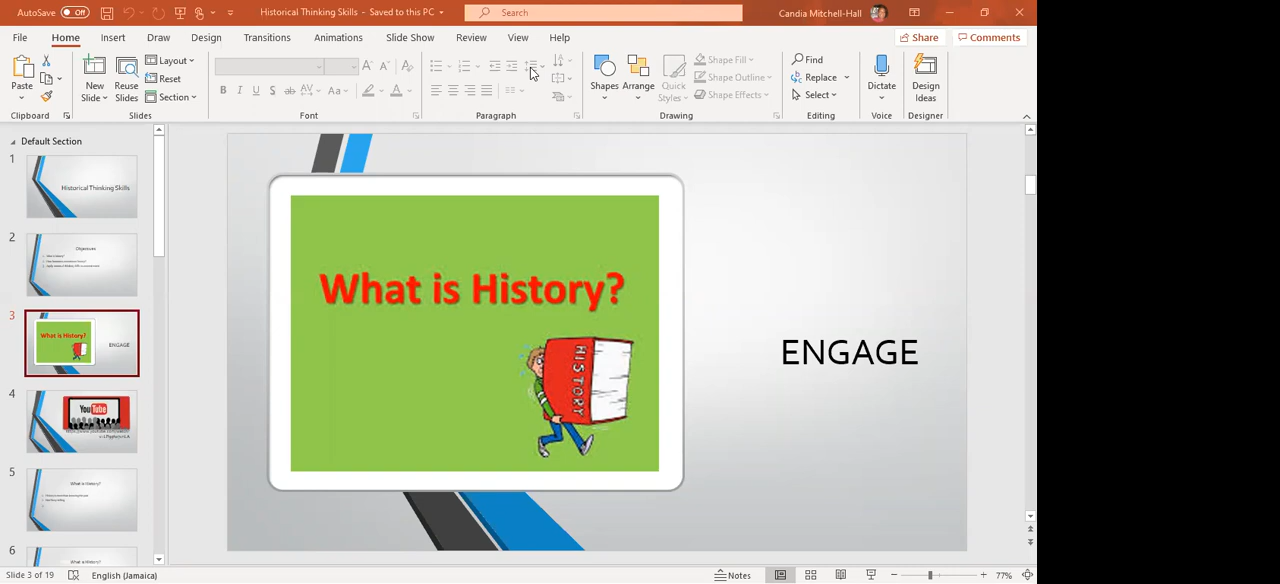 AutoSave Off Historical Thinking Skills - Saved to this PC Search Candia Mitchell-Hall
File Home Insert Draw Design Transitions Animations Slide Show Review View Help Share Comments
Paste New Slide Reuse Slides Layout Reset Section Shapes Arrange Quick Styles Shape Fill Shape Outline Shape Effects Find Replace Select Dictate Design Ideas
Clipboard Slides Font Paragraph Drawing Editing Voice Designer
Default Section
1
Historical Thinking Skills
2
Objectives
3
What is History?
ENGAGE
4
YouTube
5
What is History?
6
What is History?
What is History?
HISTORY
ENGAGE
Slide 3 of 19 English (Jamaica) Notes 77%